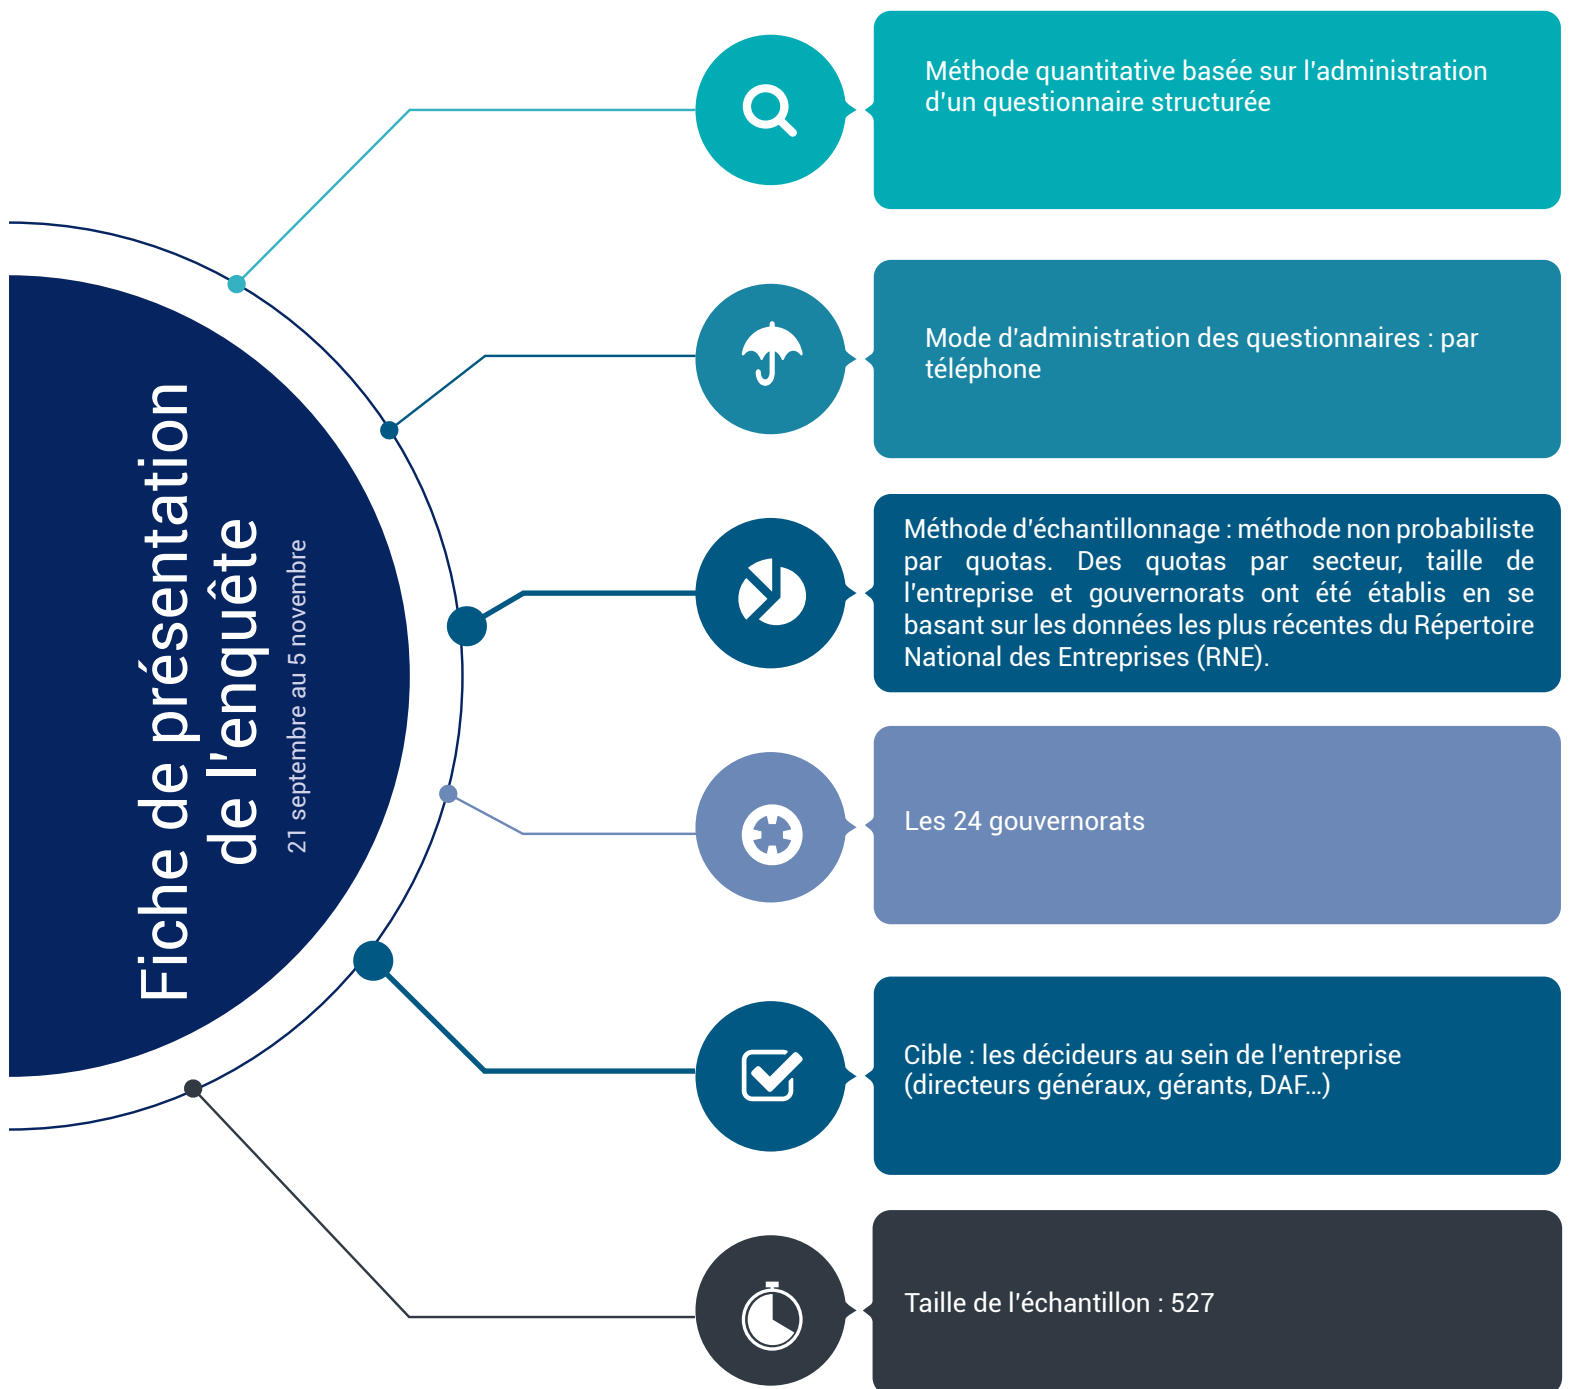 Fiche de présentation
de l'enquête
21 septembre au 5 novembre
Méthode quantitative basée sur l'administration
d'un questionnaire structurée
Mode d'administration des questionnaires : par
téléphone
Méthode d'échantillonnage : méthode non probabiliste
par quotas. Des quotas par secteur, taille de
l'entreprise et gouvernorats ont été établis en se
basant sur les données les plus récentes du Répertoire
National des Entreprises (RNE).
Les 24 gouvernorats
Cible : les décideurs au sein de l'entreprise
(directeurs généraux, gérants, DAF...)
Taille de l'échantillon : 527